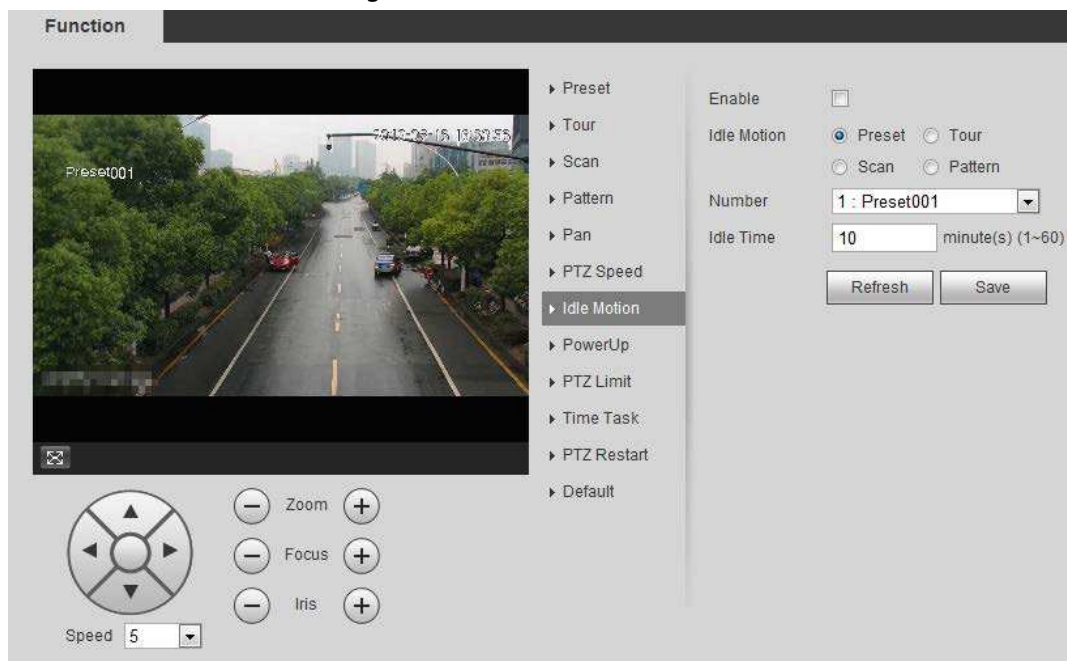 Function
Preset001
Preset
Tour
Scan
Pattern
Pan
PTZ Speed
Idle Motion
PowerUp
PTZ Limit
Time Task
PTZ Restart
Default
Enable
Idle Motion
Preset
Tour
Scan
Pattern
Number
1 : Preset001
Idle Time
10
minute(s) (1~60)
Refresh
Save
Zoom
Focus
Iris
Speed
5